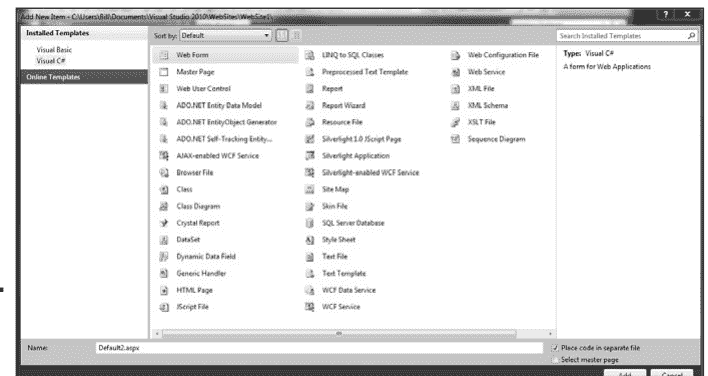 Add New Item - C:\Users\Bill\Documents\Visual Studio 2010\WebSites\WebSite1\
Installed Templates
Visual Basic
Visual C#
Online Templates
Sort by: Default
Search Installed Templates
Web Form
Master Page
Web User Control
ADO.NET Entity Data Model
ADO.NET EntityObject Generator
ADO.NET Self-Tracking Entity...
AJAX-enabled WCF Service
Browser File
Class
Class Diagram
Crystal Report
DataSet
Dynamic Data Field
Generic Handler
HTML Page
JScript File
LINQ to SQL Classes
Preprocessed Text Template
Report
Report Wizard
Resource File
Silverlight 1.0 JScript Page
Silverlight Application
Silverlight-enabled WCF Service
Site Map
Skin File
SQL Server Database
Style Sheet
Text File
Text Template
WCF Data Service
WCF Service
Web Configuration File
Web Service
XML File
XML Schema
XSLT File
Sequence Diagram
Type: Visual C#
A form for Web Applications
Name: Default2.aspx
Place code in separate file
Select master page
Add Cancel